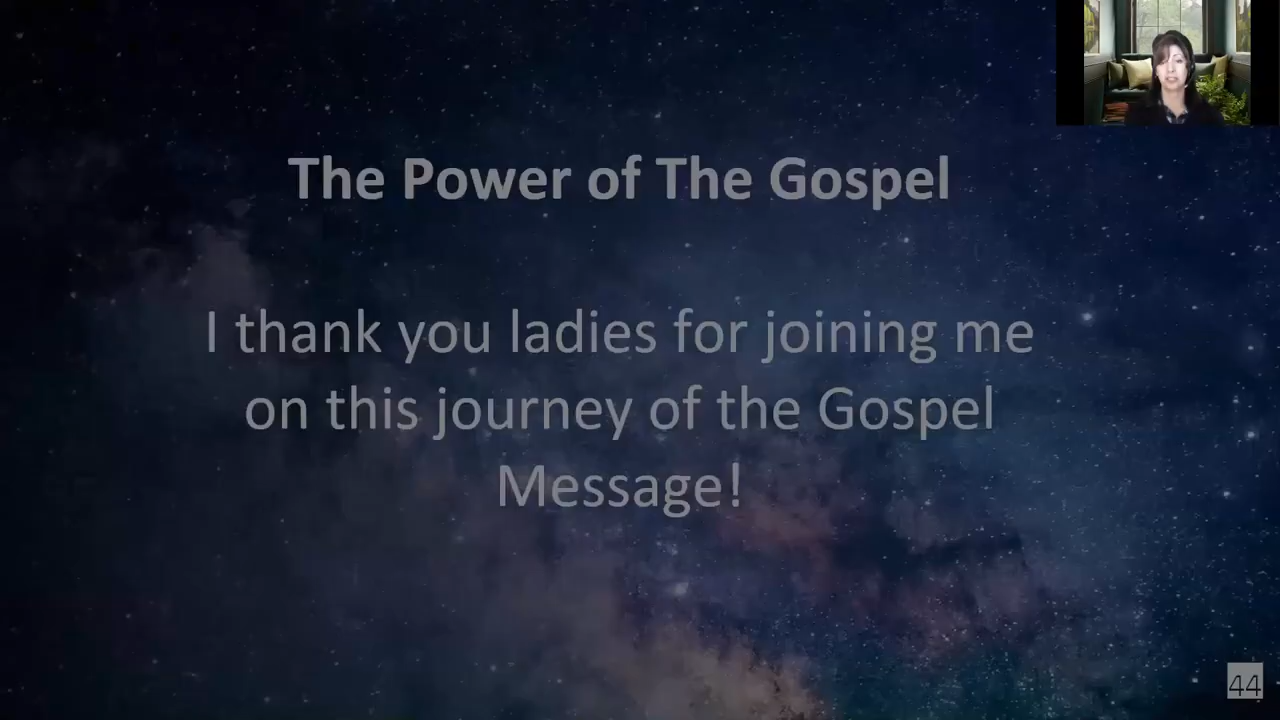 The Power of The Gospel
I thank you ladies for joining me
on this journey of the Gospel
Message!
44